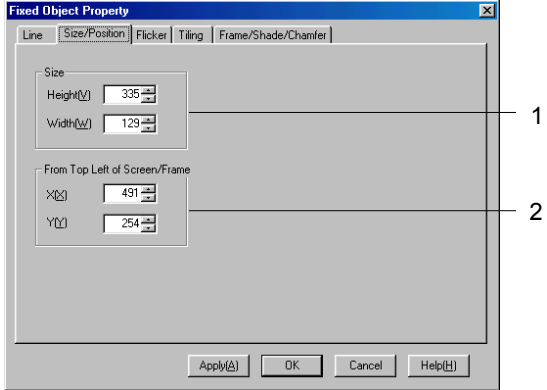 Fixed Object Property
Line Size/Position Flicker Tiling Frame/Shade/Chamfer
Size
Height(V) 335
Width(W) 129
1
From Top Left of Screen/Frame
X(X) 491
Y(Y) 254
2
Apply(A) OK Cancel Help(H)